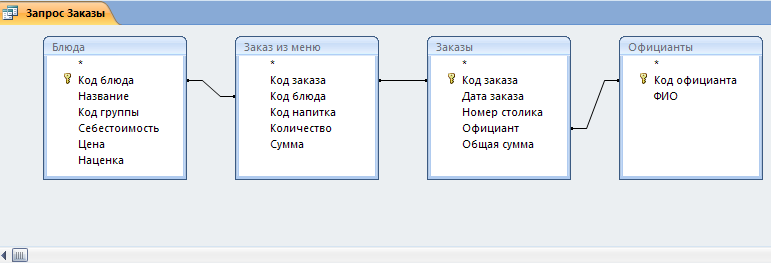 Запрос Заказы
Блюда
*
Код блюда
Название
Код группы
Себестоимость
Цена
Наценка
Заказ из меню
*
Код заказа
Код блюда
Код напитка
Количество
Сумма
Заказы
*
Код заказа
Дата заказа
Номер столика
Официант
Общая сумма
Официанты
*
Код официанта
ФИО